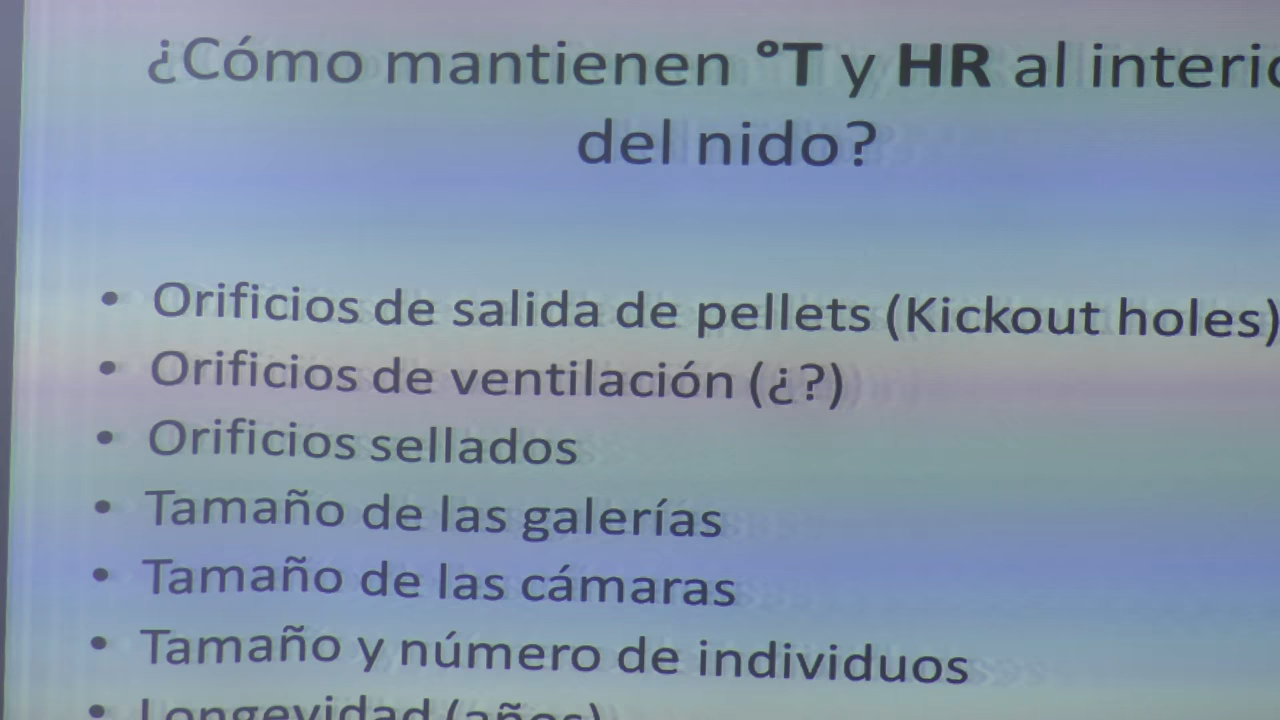 ¿Cómo mantienen °T y HR al interio
del nido?
• Orificios de salida de pellets (Kickout holes)
• Orificios de ventilación (¿?)
• Orificios sellados
• Tamaño de las galerías
• Tamaño de las cámaras
• Tamaño y número de individuos
• Longevidad (años)